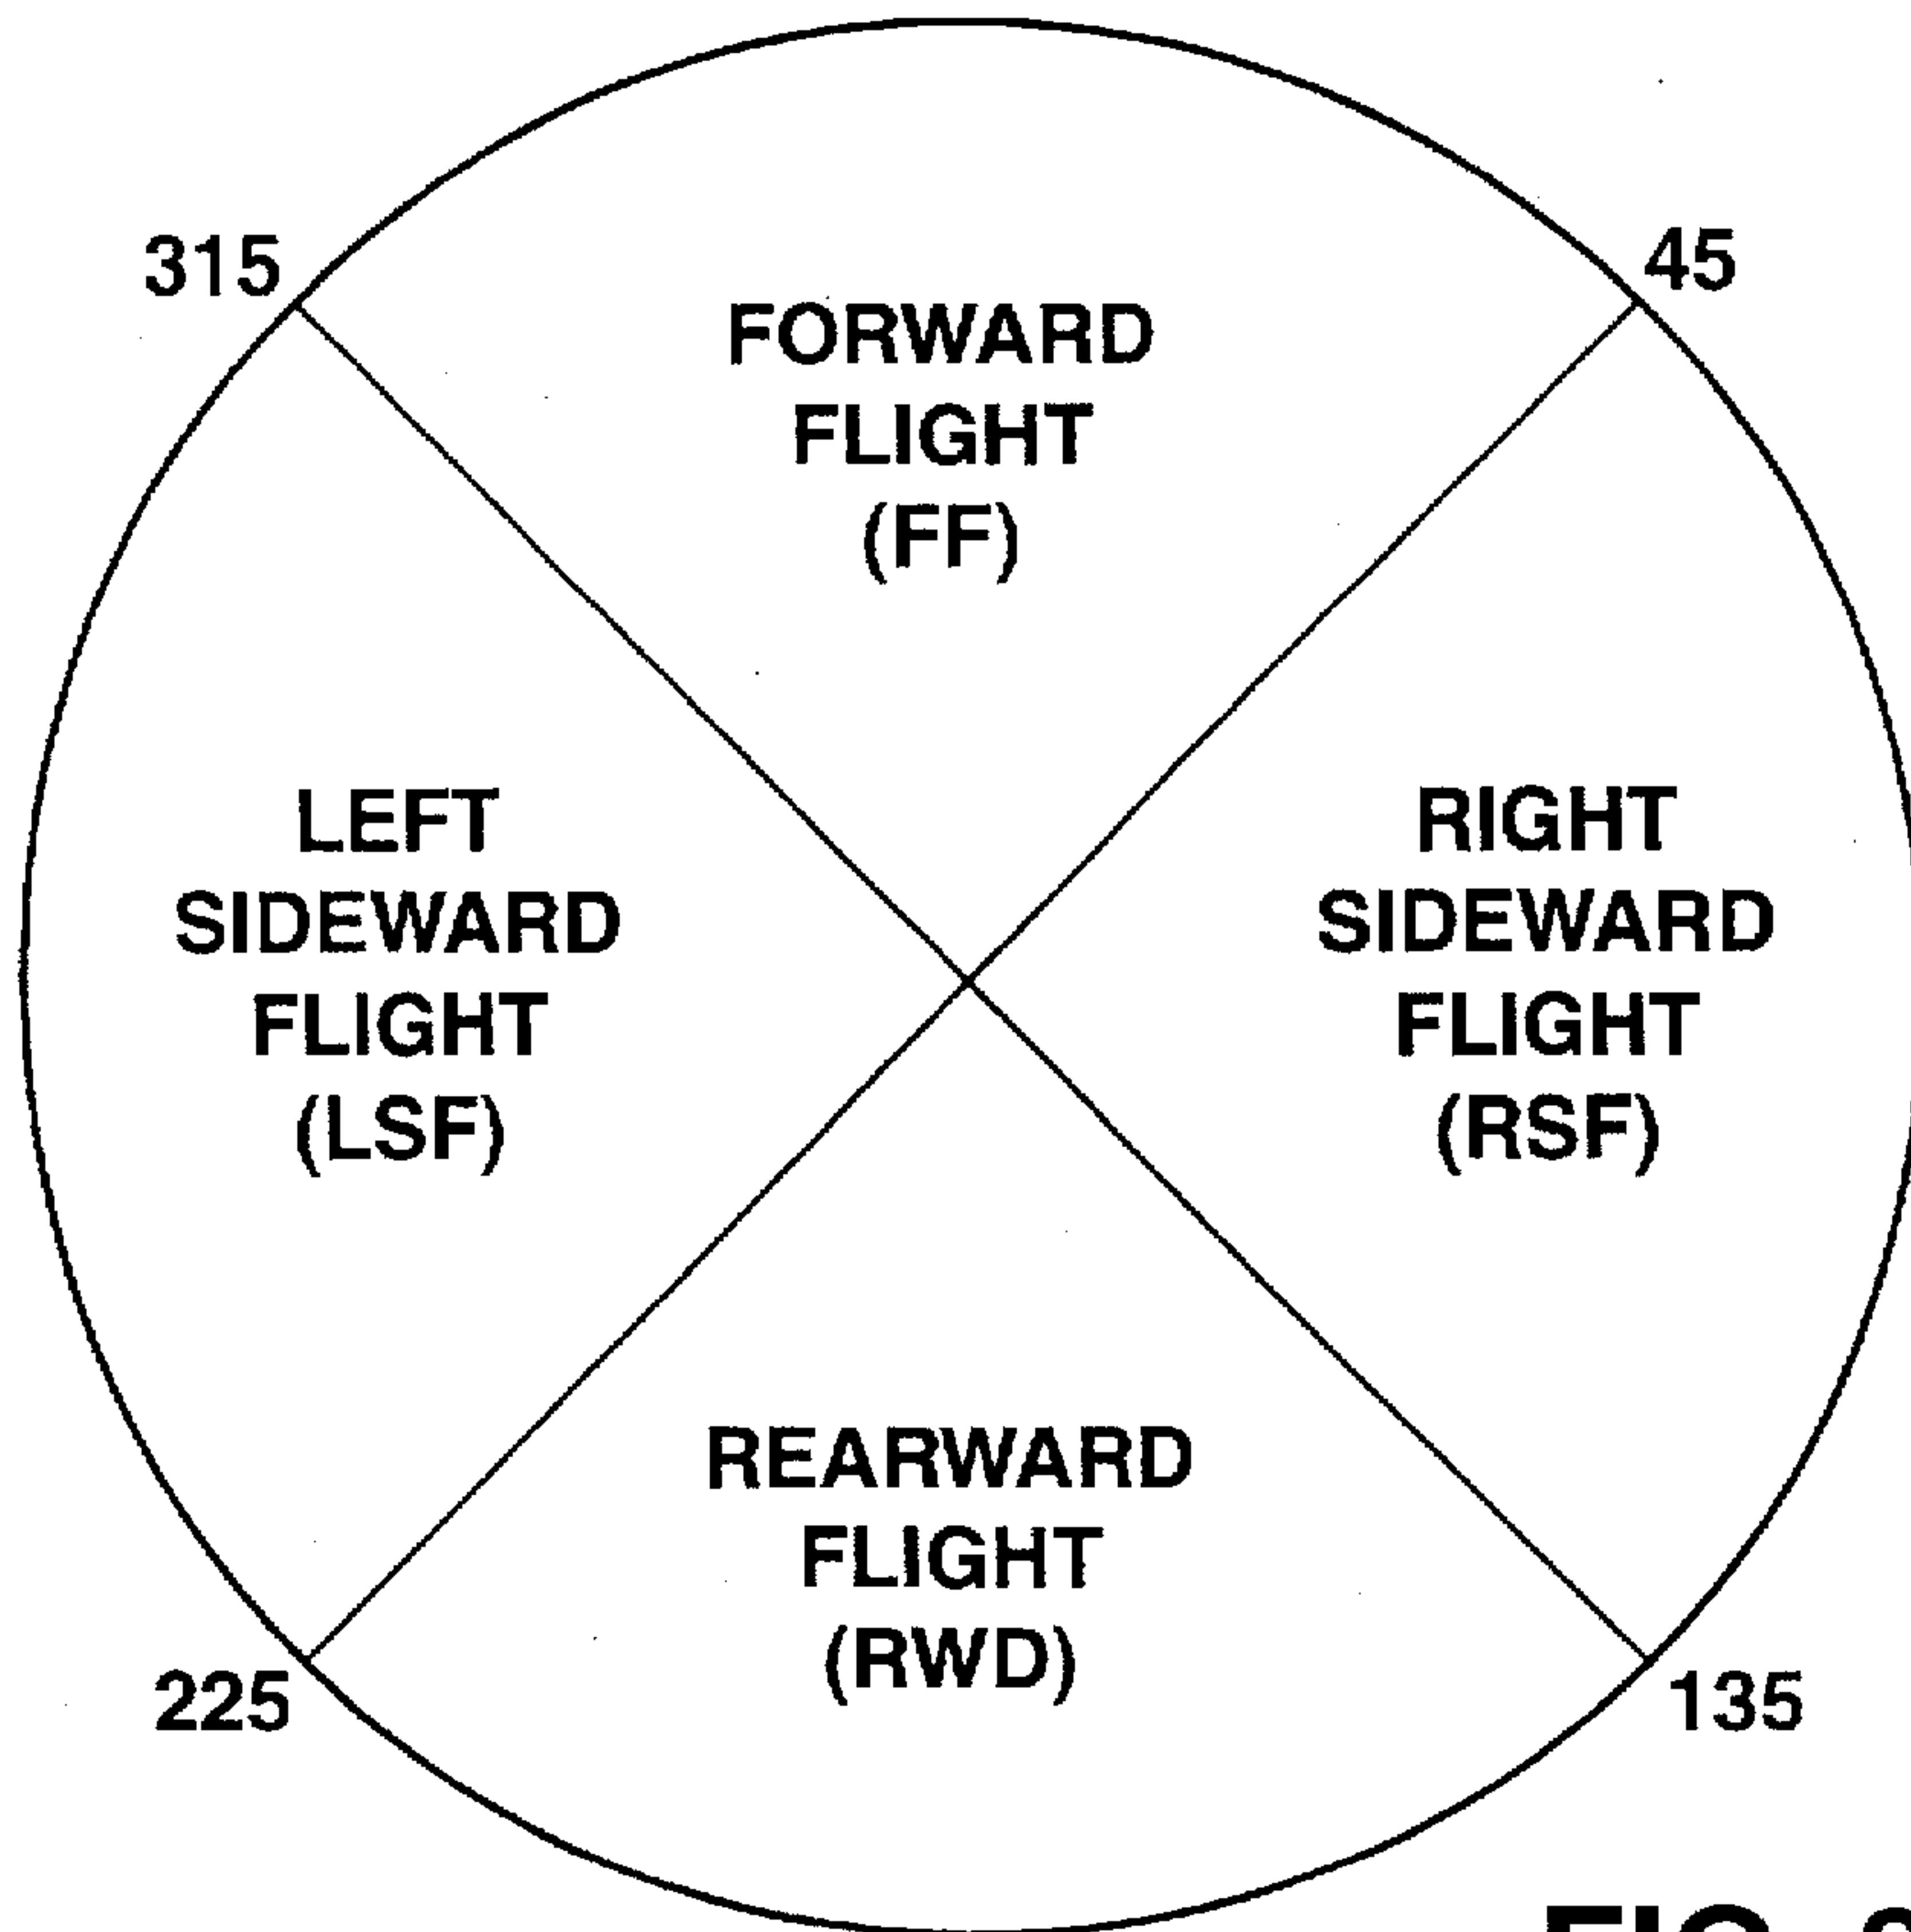 315
45
FORWARD
FLIGHT
(FF)
LEFT
SIDEWARD
FLIGHT
(LSF)
RIGHT
SIDEWARD
FLIGHT
(RSF)
REARWARD
FLIGHT
(RWD)
225
135